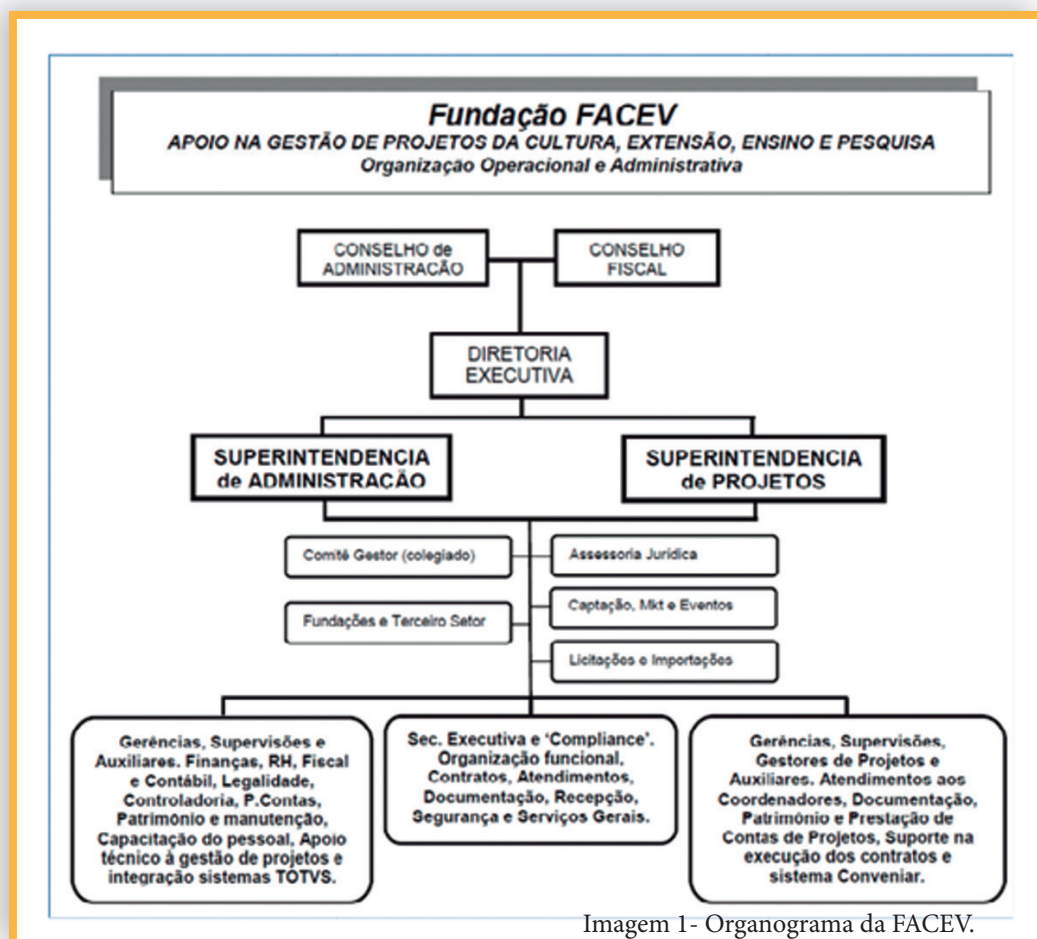 Fundação FACEV
APOIO NA GESTÃO DE PROJETOS DA CULTURA, EXTENSÃO, ENSINO E PESQUISA
Organização Operacional e Administrativa
CONSELHO de
ADMINISTRAÇÃO
CONSELHO
FISCAL
DIRETORIA
EXECUTIVA
SUPERINTENDENCIA
de ADMINISTRAÇÃO
SUPERINTENDENCIA
de PROJETOS
Comitê Gestor (colegiado)
Assessoria Jurídica
Fundações e Terceiro Setor
Captação, Mkt e Eventos
Licitações e Importações
Gerências, Supervisões e
Auxiliares. Finanças, RH, Fiscal
e Contábil, Legalidade,
Controladoria, P.Contas,
Patrimônio e manutenção,
Capacitação do pessoal, Apoio
técnico à gestão de projetos e
integração sistemas TOTVS.
Sec. Executiva e ‘Compliance’.
Organização funcional,
Contratos, Atendimentos,
Documentação, Recepção,
Segurança e Serviços Gerais.
Gerências, Supervisões,
Gestores de Projetos e
Auxiliares. Atendimentos aos
Coordenadores, Documentação,
Patrimônio e Prestação de
Contas de Projetos, Suporte na
execução dos contratos e
sistema Conveniar.
Imagem 1- Organograma da FACEV.